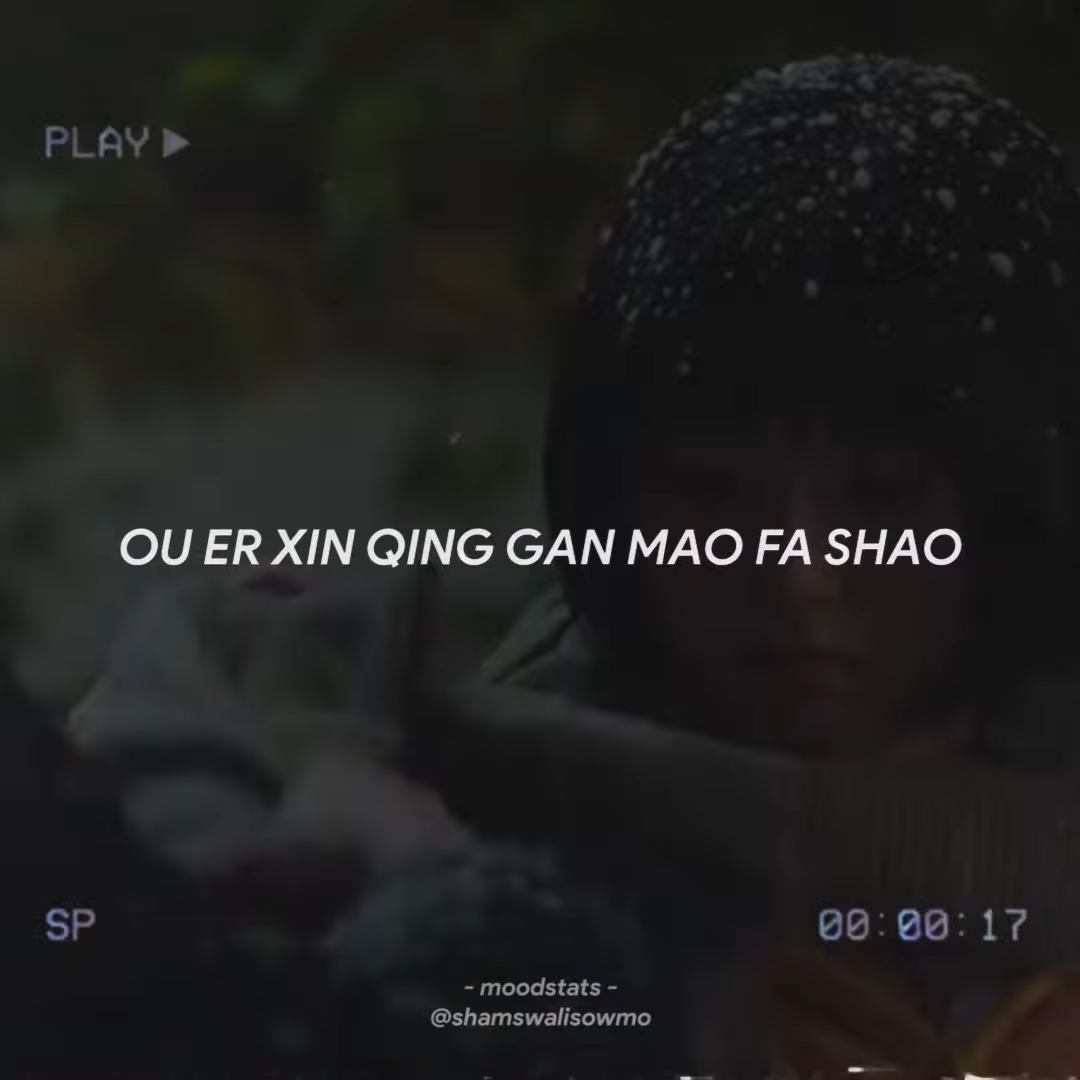 PLAY ▶
OU ER XIN QING GAN MAO FA SHAO
SP
00:00:17
- moodstats -
@shamswalisowmo